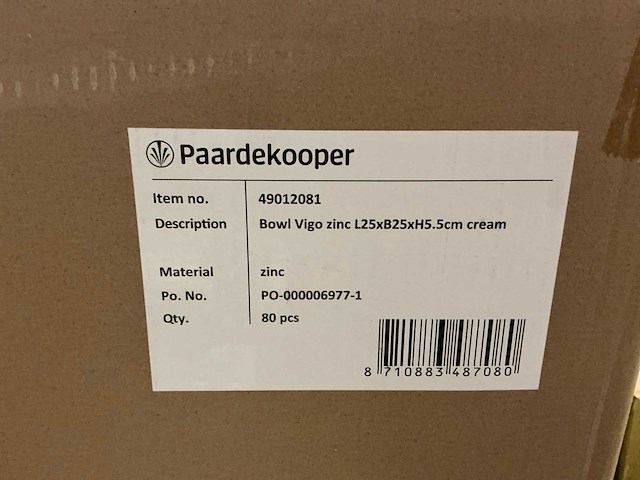 Paardekooper
Item no. 49012081
Description Bowl Vigo zinc L25xB25xH5.5cm cream
Material zinc
Po. No. PO-000006977-1
Qty. 80 pcs
8 710883 487080